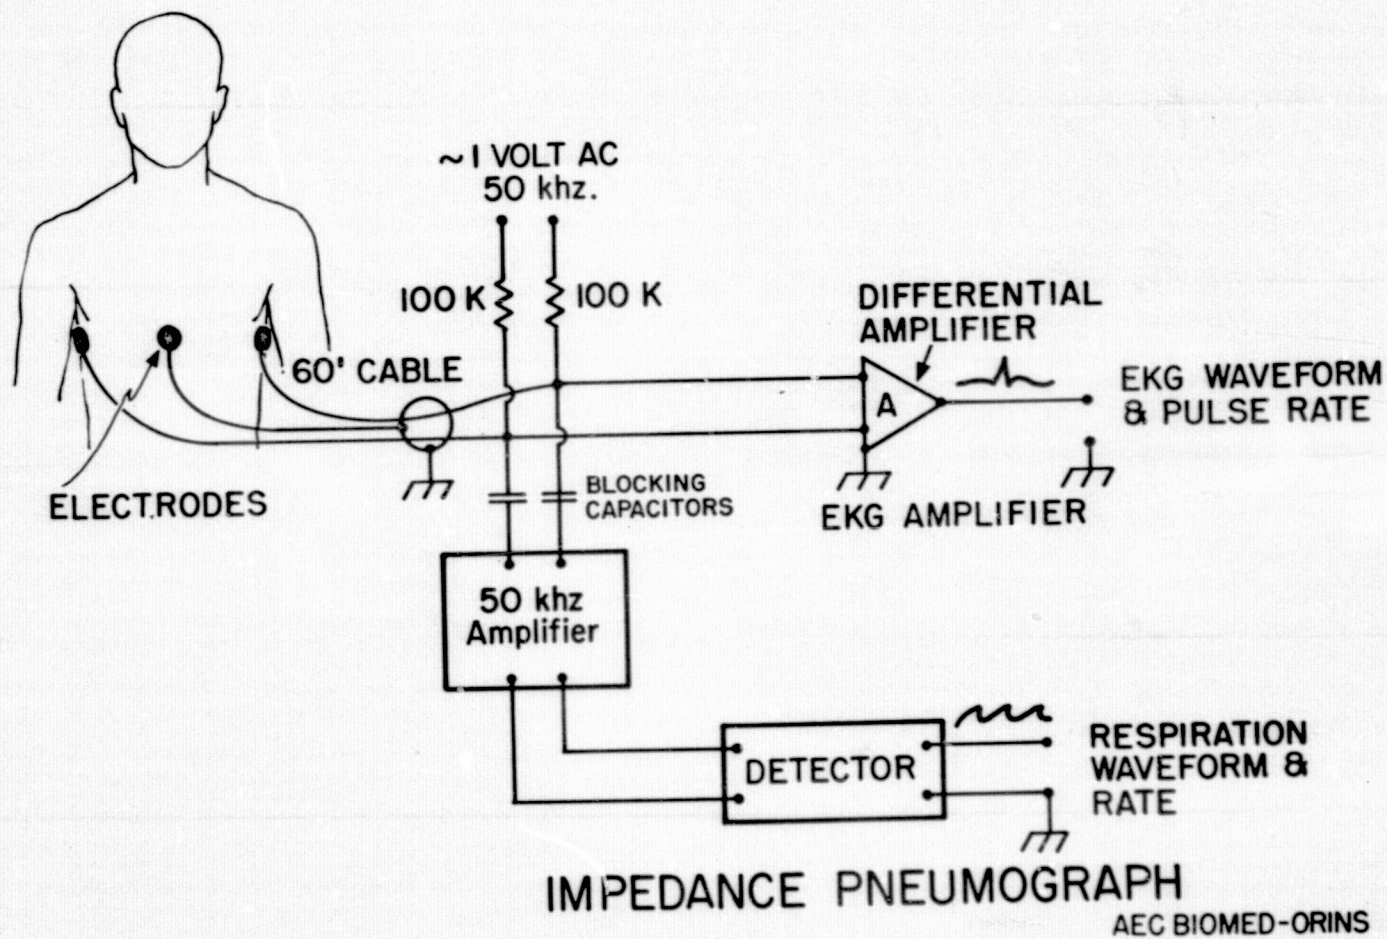 ~1 VOLT AC
50 khz.
100 K
100 K
DIFFERENTIAL
AMPLIFIER
60' CABLE
A
EKG WAVEFORM
& PULSE RATE
ELECTRODES
BLOCKING
CAPACITORS
EKG AMPLIFIER
50 khz
Amplifier
DETECTOR
RESPIRATION
WAVEFORM &
RATE
IMPEDANCE PNEUMOGRAPH
AEC BIOMED-ORINS